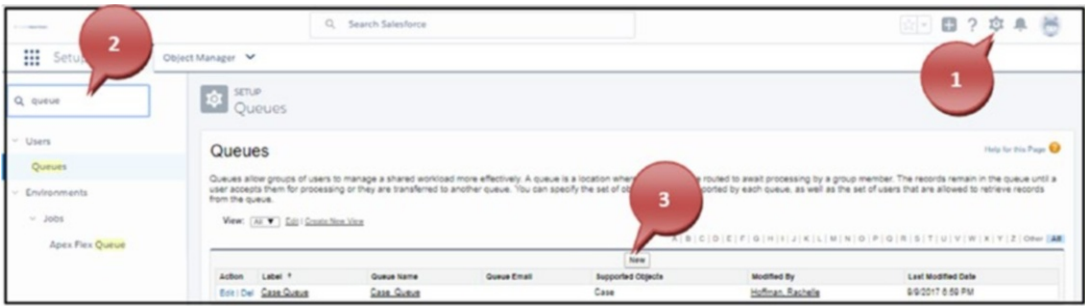 Search Salesforce
1
2
Setup
Object Manager
queue
SETUP
Queues
Users
Queues
Environments
Jobs
Apex Flex Queue
Queues
Help for this Page
Queues allow groups of users to manage a shared workload more effectively. A queue is a location where routed to await processing by a group member. The records remain in the queue until a
user accepts them for processing or they are transferred to another queue. You can specify the set of ported by each queue, as well as the set of users that are allowed to retrieve records
from the queue.
3
View: All Edit | Create New View
A | B | C | D | E | F | G | H | I | J | K | L | M | N | O | P | Q | R | S | T | U | V | W | X | Y | Z | Other | All
New
Action Label Queue Name Queue Email Supported Objects Modified By Last Modified Date
Edit | Del Case Queue Case_Queue Case Hoffman, Rachelle 9/9/2017 8:59 PM